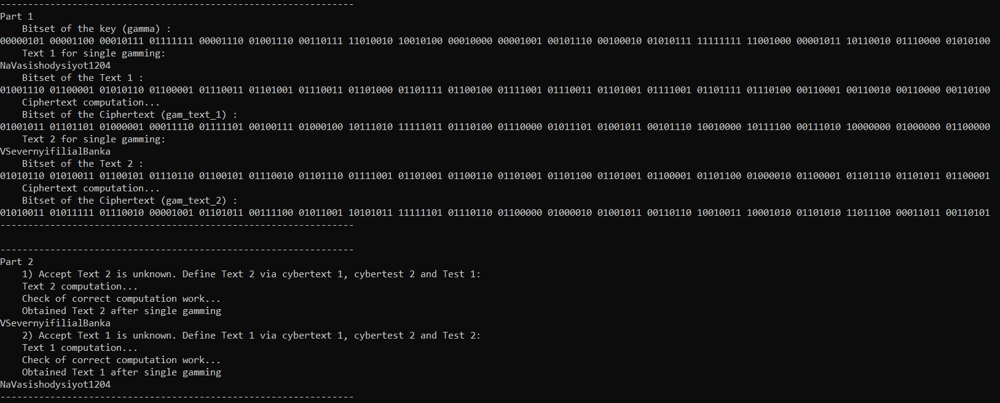 ----------------------------------------------------------------
Part 1
    Bitset of the key (gamma) :
00000101 00001100 00010111 01111111 00001110 01001110 00110111 11010010 10010100 00010000 00001001 00101110 00100010 01010111 11111111 11001000 00001011 10110010 01110000 01010100
    Text 1 for single gamming:
NaVasishodysiyot1204
    Bitset of the Text 1 :
01001110 01100001 01010110 01100001 01110011 01101001 01110011 01101000 01101111 01100100 01111001 01110011 01101001 01111001 01101111 01110100 00110001 00110010 00110000 00110100
    Ciphertext computation...
    Bitset of the Ciphertext (gam_text_1) :
01001011 01101101 01000001 00011110 01111101 00100111 01000100 10111010 11111011 01110100 01110000 01011101 01001011 00101110 10010000 10111100 00111010 10000000 01000000 01100000
    Text 2 for single gamming:
VSevernyifilialBanka
    Bitset of the Text 2 :
01010110 01010011 01100101 01110110 01100101 01110010 01101110 01111001 01101001 01100110 01101001 01101100 01101001 01100001 01101100 01000010 01100001 01101110 01101011 01100001
    Ciphertext computation...
    Bitset of the Ciphertext (gam_text_2) :
01010011 01011111 01110010 00001001 01101011 00111100 01011001 10101011 11111101 01110110 01100000 01000010 01001011 00110110 10010011 10001010 01101010 11011100 00011011 00110101
----------------------------------------------------------------
----------------------------------------------------------------
Part 2
    1) Accept Text 2 is unknown. Define Text 2 via cybertext 1, cybertest 2 and Test 1:
    Text 2 computation...
    Check of correct computation work...
    Obtained Text 2 after single gamming
VSevernyifilialBanka
    2) Accept Text 1 is unknown. Define Text 1 via cybertext 1, cybertest 2 and Test 2:
    Text 1 computation...
    Check of correct computation work...
    Obtained Text 1 after single gamming
NaVasishodysiyot1204
----------------------------------------------------------------